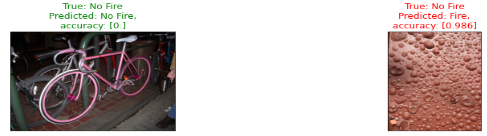 True: No Fire
Predicted: No Fire,
accuracy: [0.]
True: No Fire
Predicted: Fire,
accuracy: [0.986]